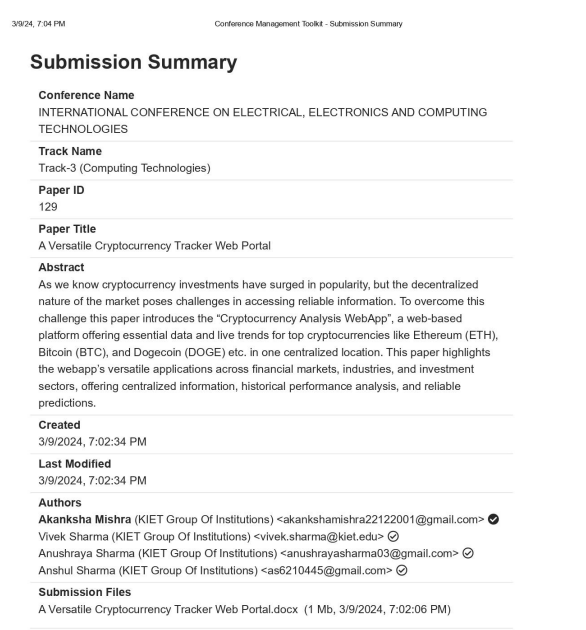 3/9/24, 7:04 PM
Conference Management Toolkit - Submission Summary
Submission Summary
Conference Name
INTERNATIONAL CONFERENCE ON ELECTRICAL, ELECTRONICS AND COMPUTING
TECHNOLOGIES
Track Name
Track-3 (Computing Technologies)
Paper ID
129
Paper Title
A Versatile Cryptocurrency Tracker Web Portal
Abstract
As we know cryptocurrency investments have surged in popularity, but the decentralized
nature of the market poses challenges in accessing reliable information. To overcome this
challenge this paper introduces the “Cryptocurrency Analysis WebApp”, a web-based
platform offering essential data and live trends for top cryptocurrencies like Ethereum (ETH),
Bitcoin (BTC), and Dogecoin (DOGE) etc. in one centralized location. This paper highlights
the webapp’s versatile applications across financial markets, industries, and investment
sectors, offering centralized information, historical performance analysis, and reliable
predictions.
Created
3/9/2024, 7:02:34 PM
Last Modified
3/9/2024, 7:02:34 PM
Authors
Akanksha Mishra (KIET Group Of Institutions) <akankshamishra22122001@gmail.com>
Vivek Sharma (KIET Group Of Institutions) <vivek.sharma@kiet.edu>
Anushraya Sharma (KIET Group Of Institutions) <anushrayasharma03@gmail.com>
Anshul Sharma (KIET Group Of Institutions) <as6210445@gmail.com>
Submission Files
A Versatile Cryptocurrency Tracker Web Portal.docx (1 Mb, 3/9/2024, 7:02:06 PM)